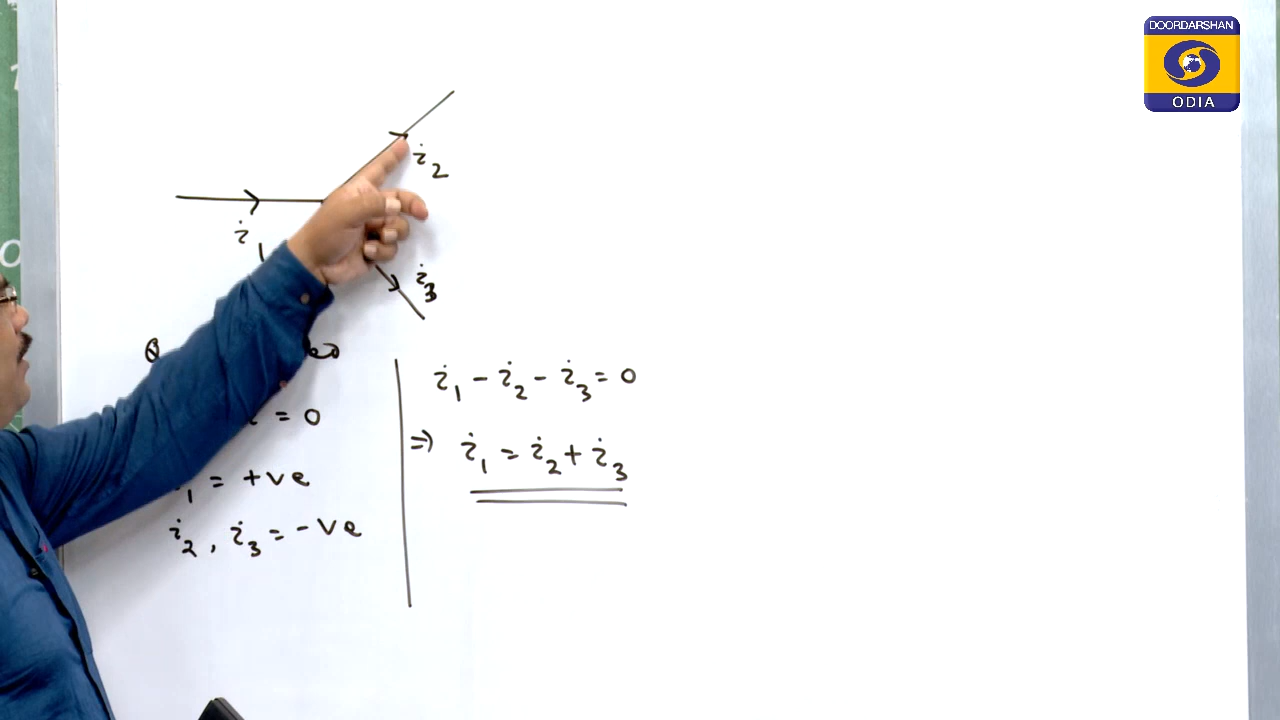 DOORDARSHAN
ODIA
i₂
i₁
i₃
= 0
i₁ - i₂ - i₃ = 0
⇒ i₁ = i₂ + i₃
₁ = +ve
i₂, i₃ = -ve